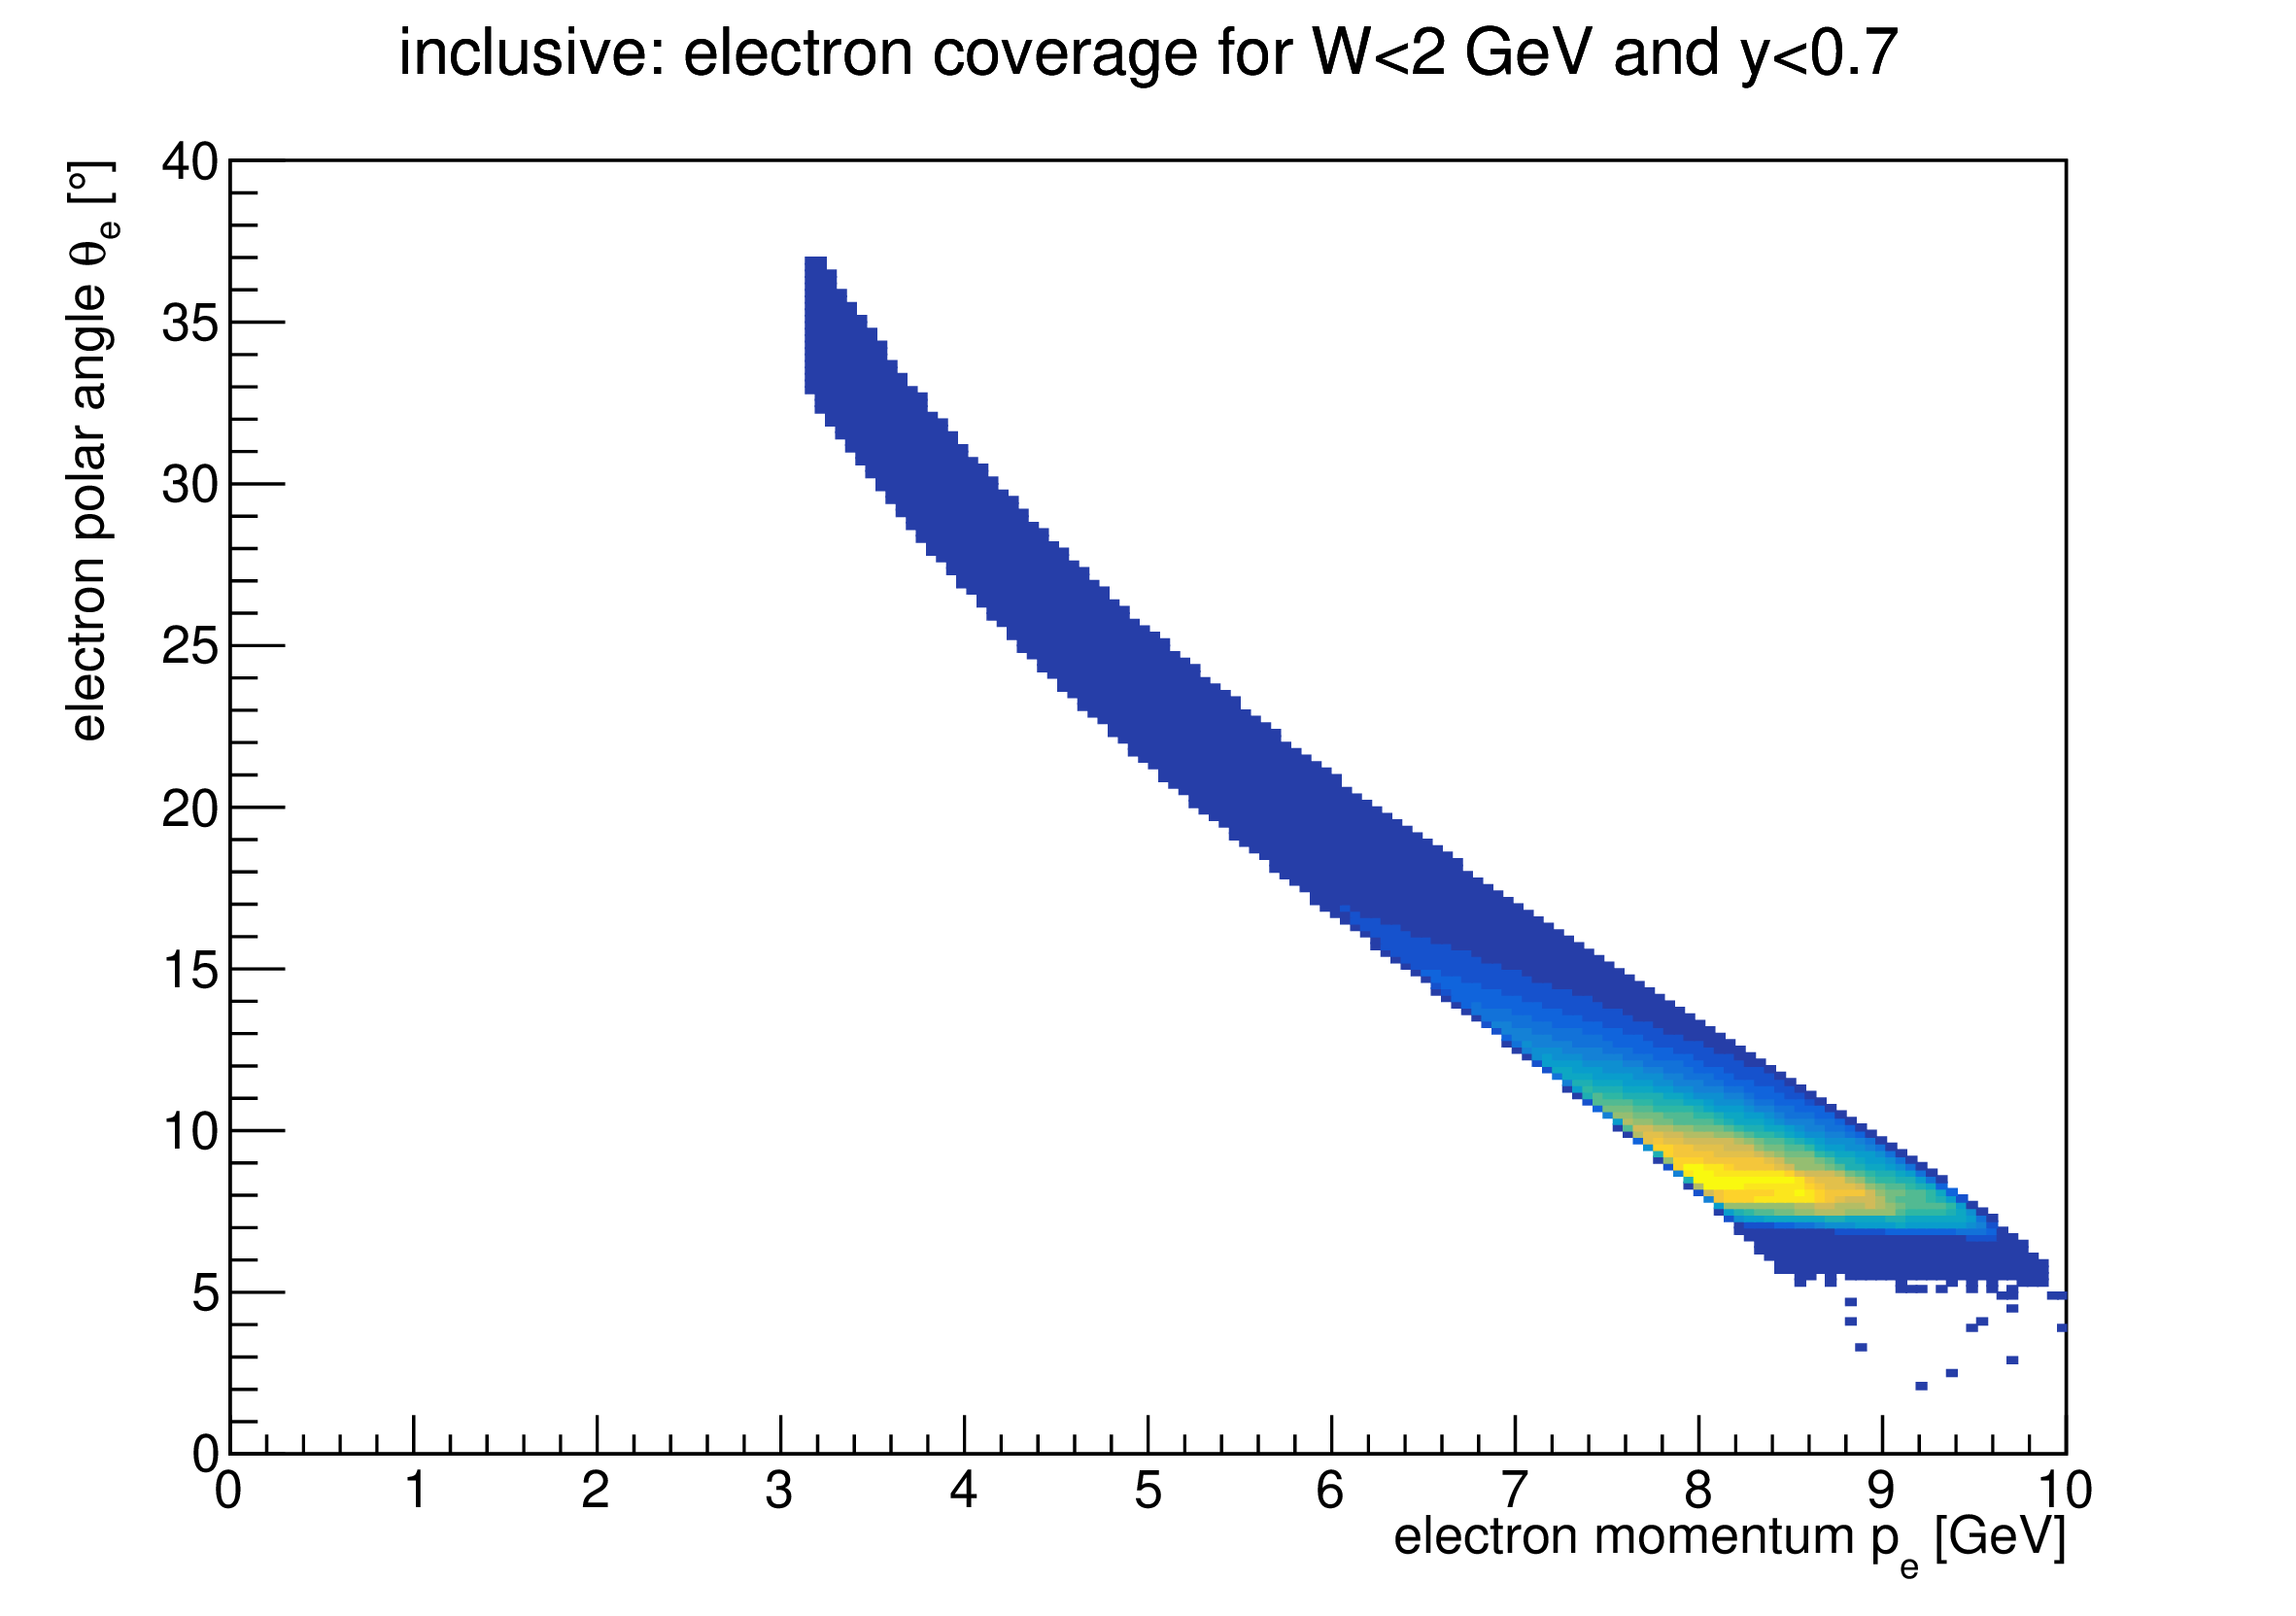 inclusive: electron coverage for W<2 GeV and y<0.7
electron polar angle θe [°]
40
35
30
25
20
15
10
5
0
0 1 2 3 4 5 6 7 8 9 10
electron momentum pe [GeV]